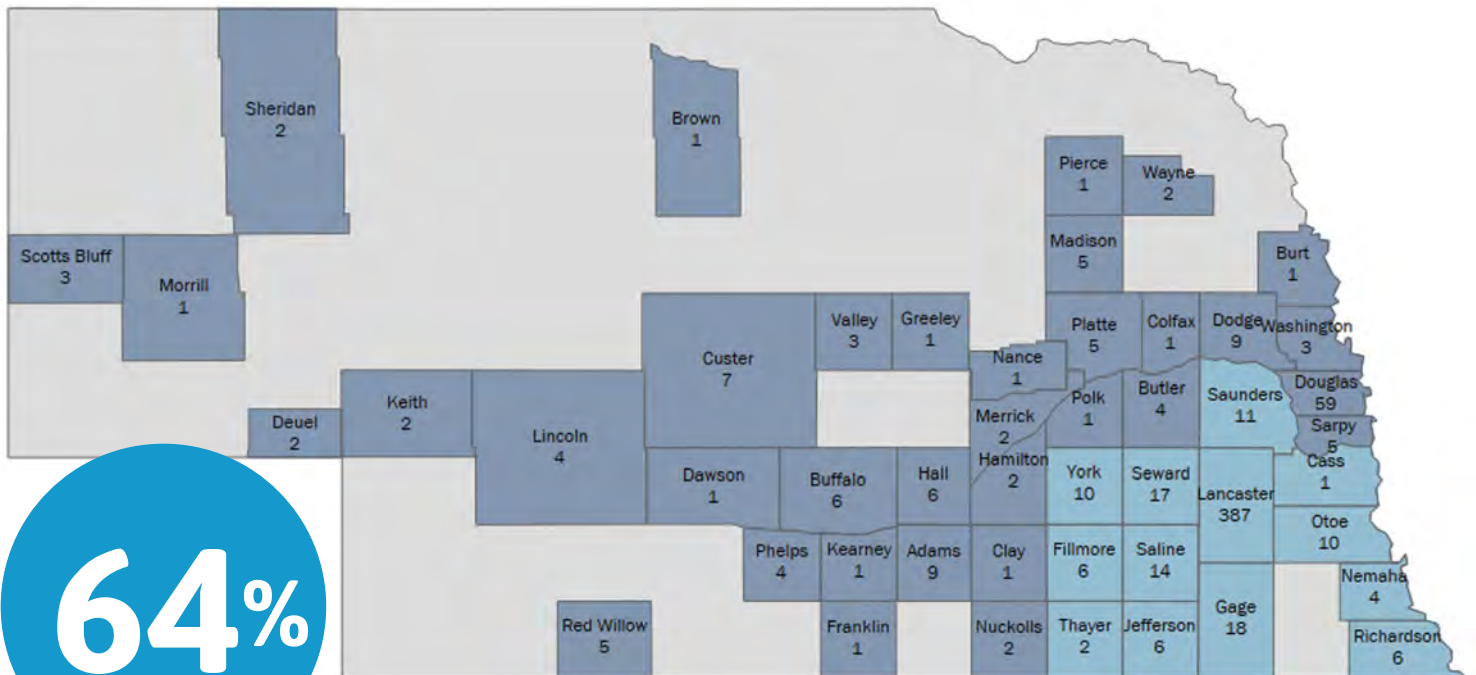 Sheridan
2
Brown
1
Pierce
1
Wayne
2
Scotts Bluff
3
Morrill
1
Madison
5
Burt
1
Custer
7
Valley
3
Greeley
1
Nance
1
Platte
5
Colfax
1
Dodge
9
Washington
3
Deuel
2
Keith
2
Lincoln
4
Merrick
2
Polk
1
Butler
4
Saunders
11
Douglas
59
Sarpy
5
Dawson
1
Buffalo
6
Hall
6
Hamilton
2
York
10
Seward
17
Lancaster
387
Cass
1
Otoe
10
Phelps
4
Kearney
1
Adams
9
Clay
1
Fillmore
6
Saline
14
Nemaha
4
Red Willow
5
Franklin
1
Nuckolls
2
Thayer
2
Jefferson
6
Gage
18
Richardson
6
64%